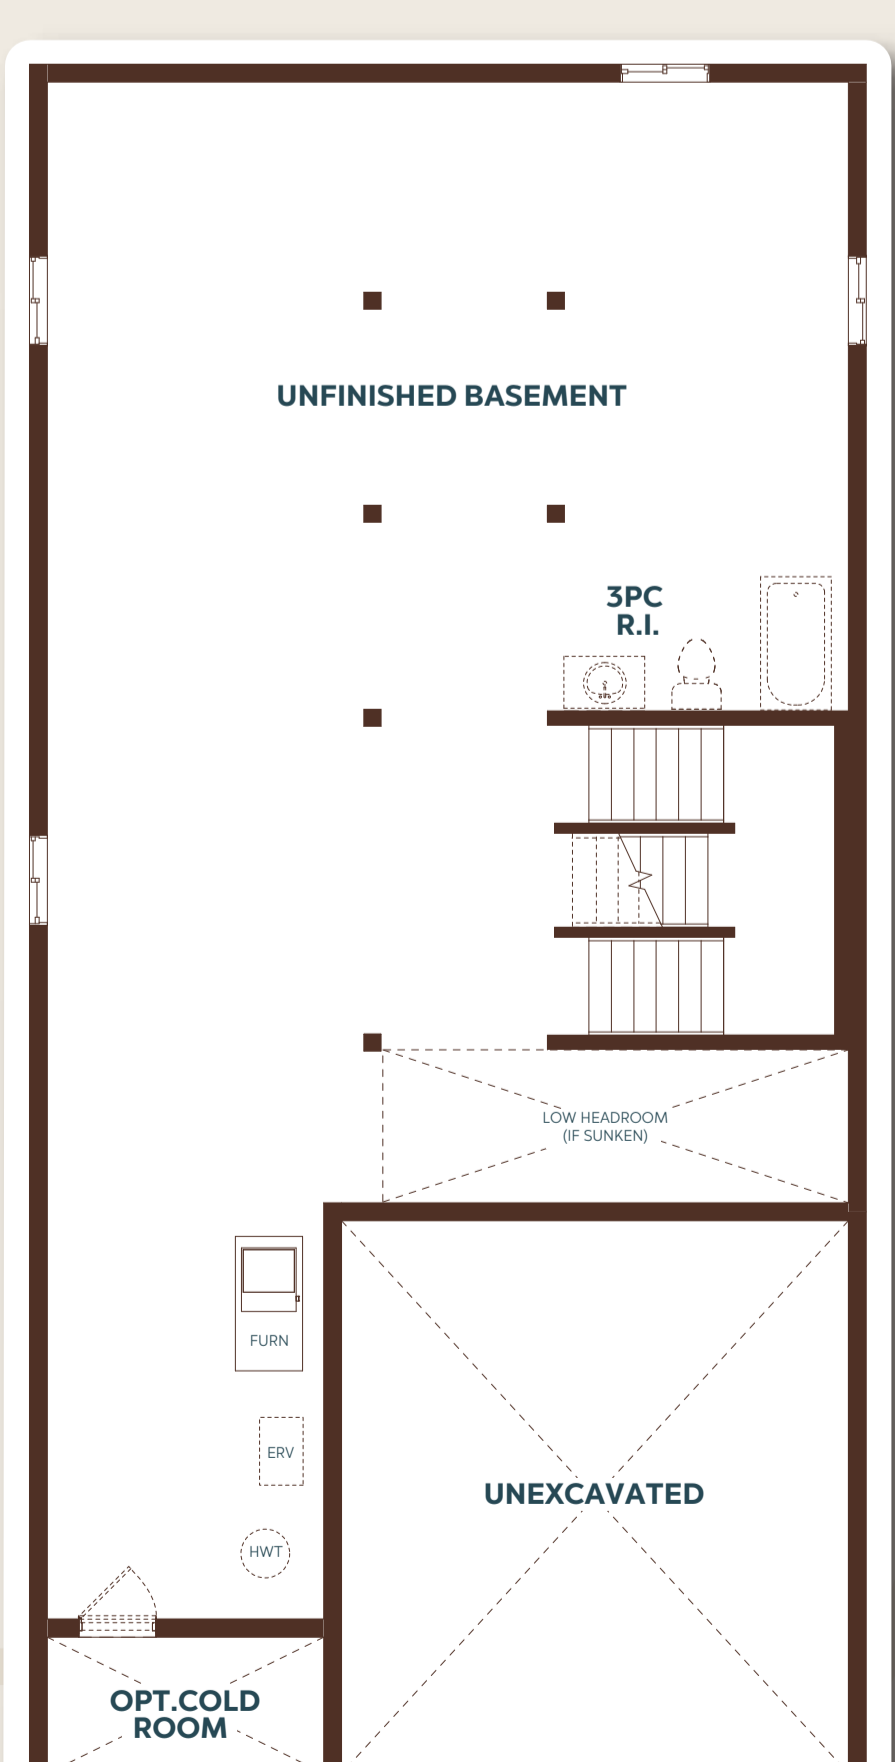 UNFINISHED BASEMENT
3PC
R.I.
LOW HEADROOM
(IF SUNKEN)
FURN
ERV
UNEXCAVATED
HWT
OPT.COLD
ROOM